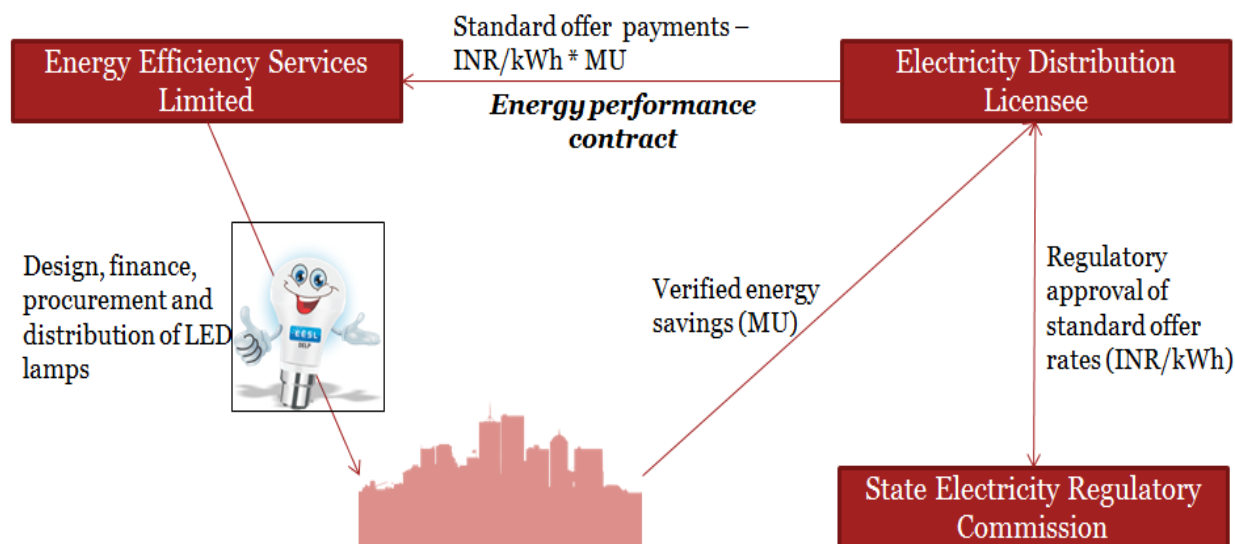 Standard offer payments –
INR/kWh * MU
Energy Efficiency Services
Limited
Electricity Distribution
Licensee
Energy performance
contract
Design, finance,
procurement and
distribution of LED
lamps
EESL
DELP
Verified energy
savings (MU)
Regulatory
approval of
standard offer
rates (INR/kWh)
State Electricity Regulatory
Commission